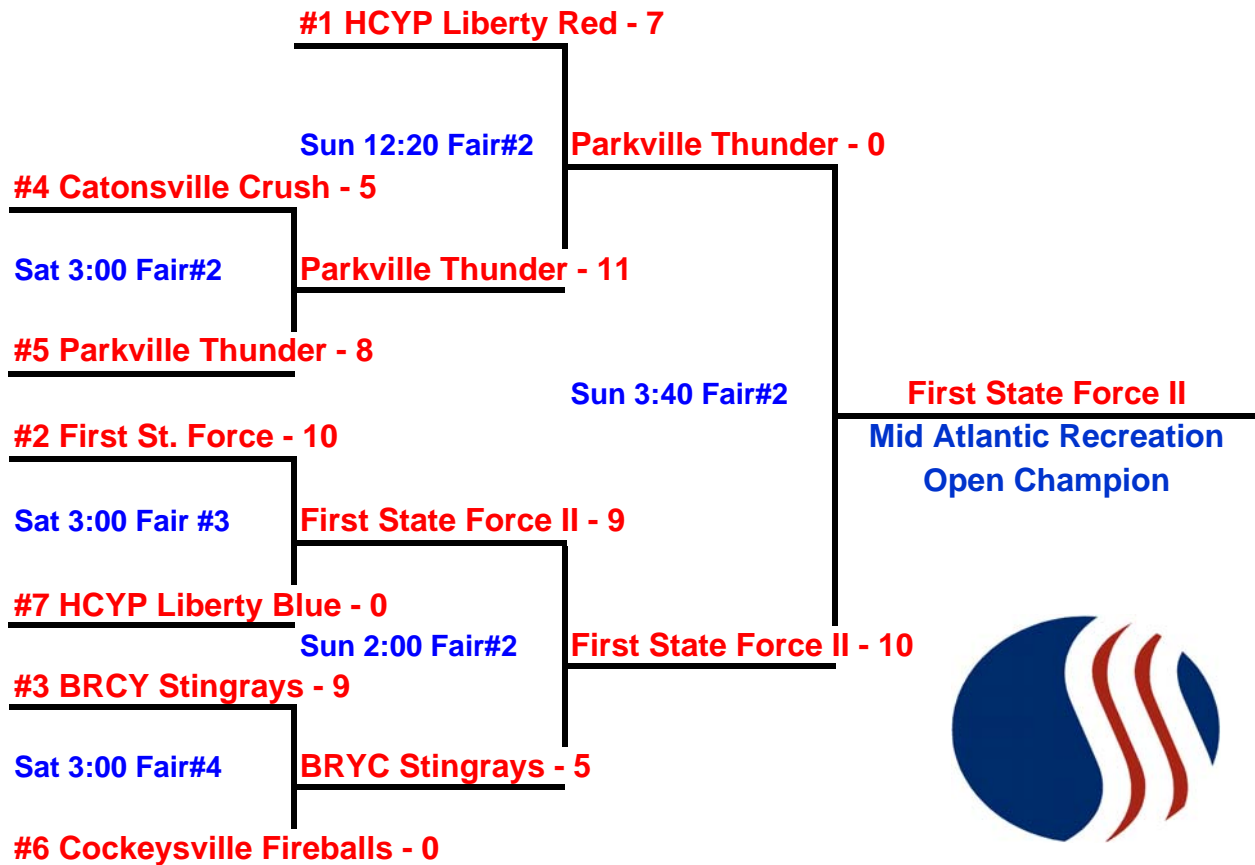 #1 HCYP Liberty Red - 7
Sun 12:20 Fair#2
Parkville Thunder - 0
#4 Catonsville Crush - 5
Sat 3:00 Fair#2
Parkville Thunder - 11
#5 Parkville Thunder - 8
Sun 3:40 Fair#2
First State Force II
Mid Atlantic Recreation
Open Champion
#2 First St. Force - 10
Sat 3:00 Fair #3
First State Force II - 9
#7 HCYP Liberty Blue - 0
Sun 2:00 Fair#2
First State Force II - 10
#3 BRCY Stingrays - 9
Sat 3:00 Fair#4
BRYC Stingrays - 5
#6 Cockeysville Fireballs - 0